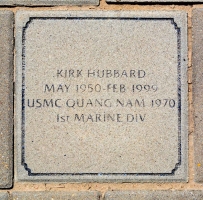 KIRK HUBBARD
MAY 1950-FEB 1999
USMC QUANG NAM 1970
1st MARINE DIV